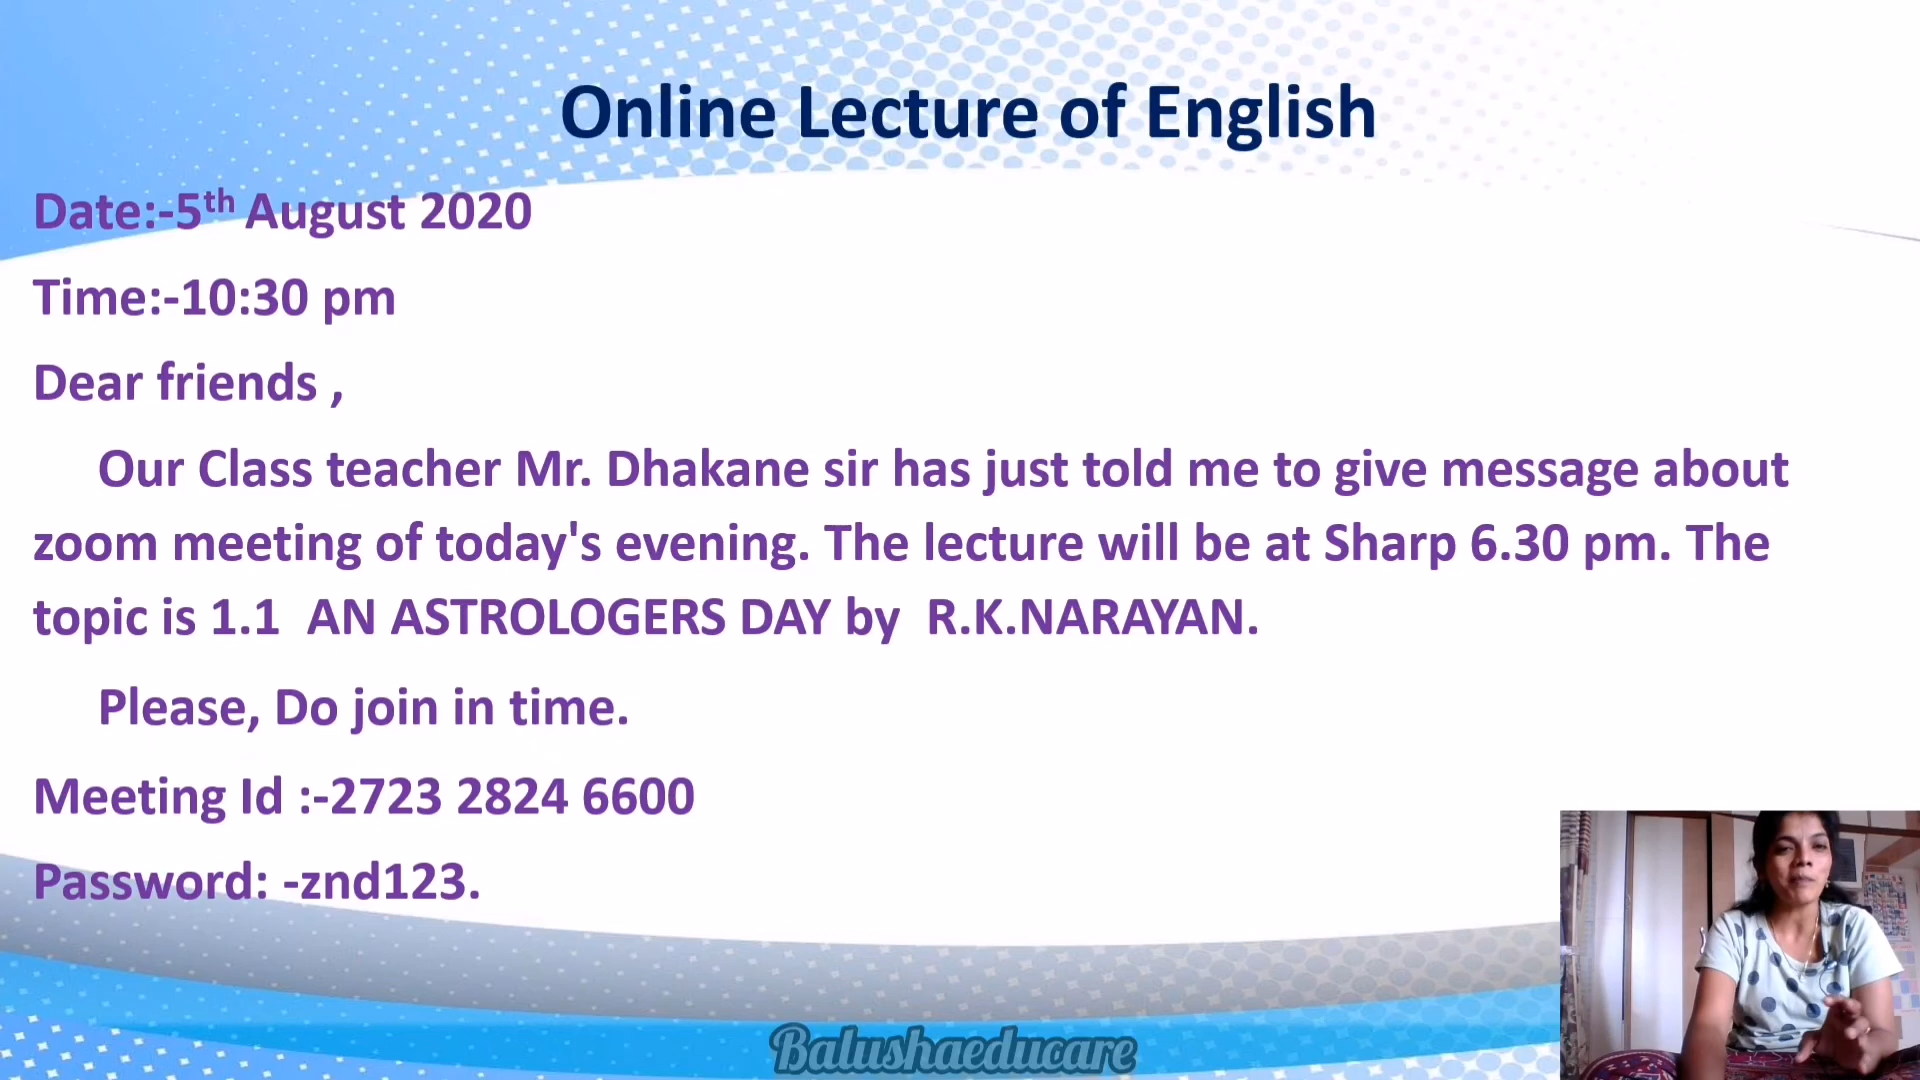 Online Lecture of English
Date:-5th August 2020
Time:-10:30 pm
Dear friends ,
Our Class teacher Mr. Dhakane sir has just told me to give message about
zoom meeting of today's evening. The lecture will be at Sharp 6.30 pm. The
topic is 1.1  AN ASTROLOGERS DAY by  R.K.NARAYAN.
Please, Do join in time.
Meeting Id :-2723 2824 6600
Password: -znd123.
Balushaeducare